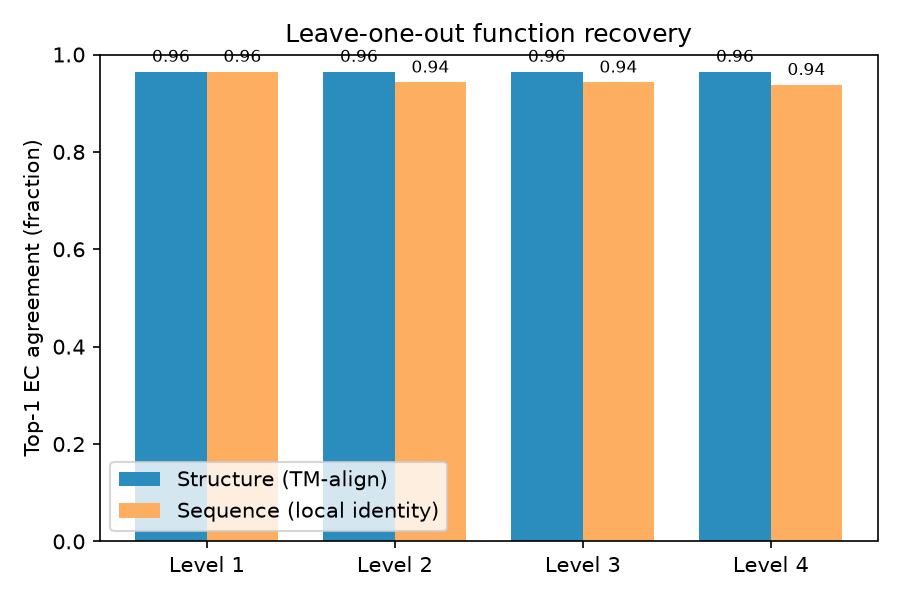 Leave-one-out function recovery
0.96 0.96 0.96 0.94 0.96 0.94 0.96 0.94
Top-1 EC agreement (fraction)
1.0
0.8
0.6
0.4
0.2
0.0
Structure (TM-align)
Sequence (local identity)
Level 1 Level 2 Level 3 Level 4